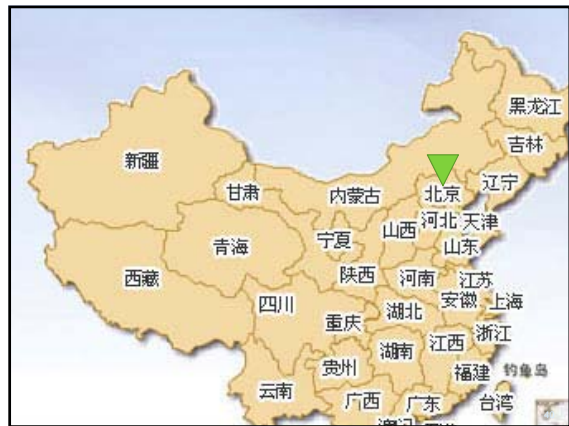 黑龙江
吉林
新疆
辽宁
甘肃
内蒙古
北京
河北
天津
山西
宁夏
青海
山东
西藏
陕西
河南
江苏
四川
安徽
上海
湖北
重庆
浙江
湖南
江西
贵州
福建
钓鱼岛
云南
广西
广东
台湾